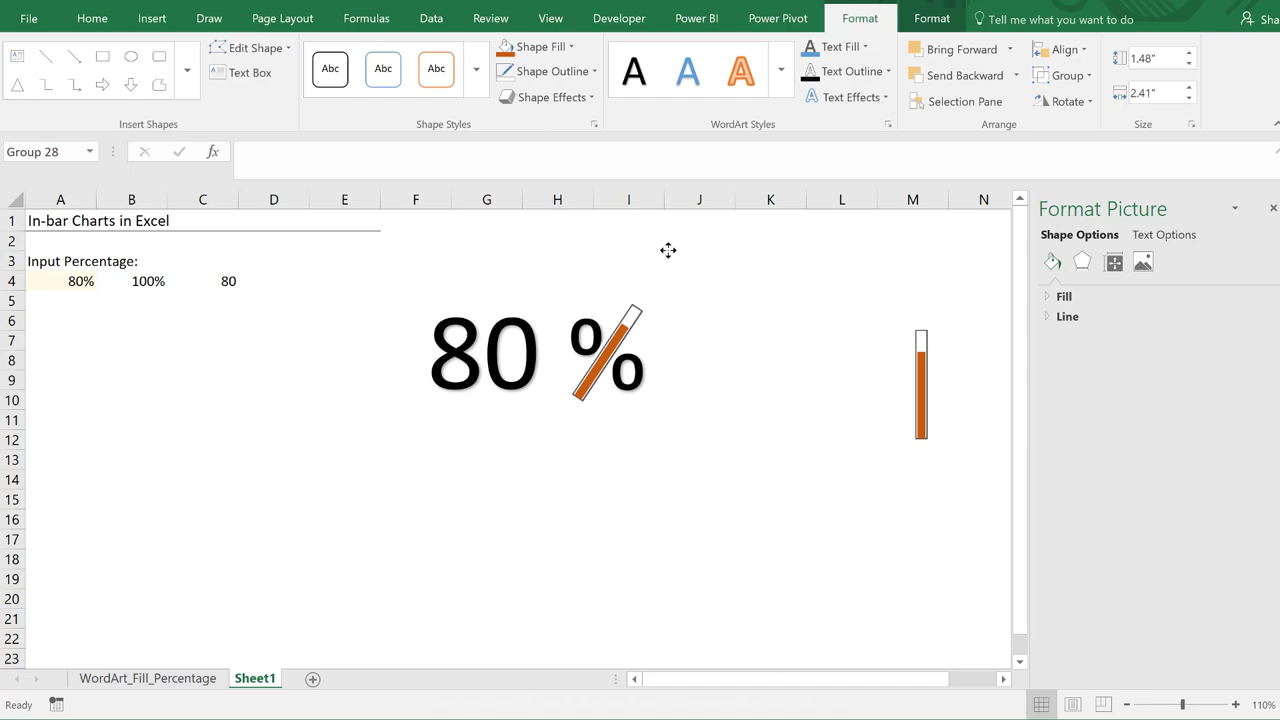 File Home Insert Draw Page Layout Formulas Data Review View Developer Power BI Power Pivot Format Format Tell me what you want to do Sha
Edit Shape
Text Box
Insert Shapes
Abc Abc Abc
Shape Fill
Shape Outline
Shape Effects
Shape Styles
A A A
WordArt Styles
Text Fill
Text Outline
Text Effects
Bring Forward
Send Backward
Selection Pane
Align
Group
Rotate
Arrange
1.48"
2.41"
Size
Group 28 fx
A B C D E F G H I J K L M N
1 In-bar Charts in Excel
2
3 Input Percentage:
4 80% 100% 80
5
6
7
8
9
10
11
12
13
14
15
16
17
18
19
20
21
22
23
80 %
Format Picture
Shape Options Text Options
Fill
Line
WordArt_Fill_Percentage Sheet1
Ready 110%